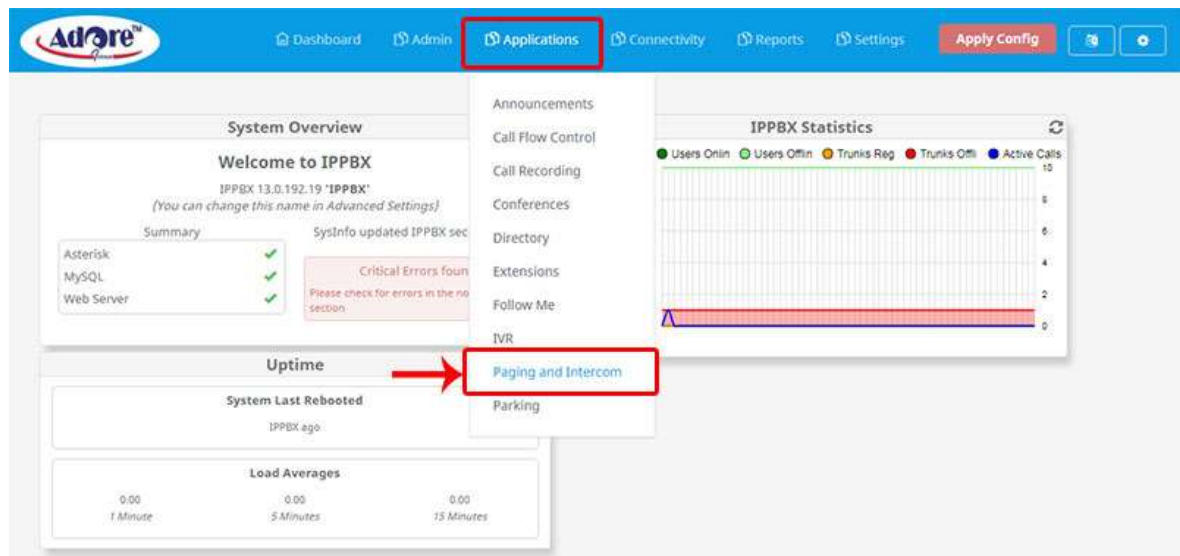 Adore™
Dashboard Admin Applications Connectivity Reports Settings Apply Config
Announcements
Call Flow Control
Call Recording
Conferences
Directory
Extensions
Follow Me
IVR
Paging and Intercom
Parking
System Overview
Welcome to IPPBX
IPPBX 13.0.192.19 "IPPBX"
(You can change this name in Advanced Settings)
Summary
SysInfo updated IPPBX sec
Asterisk
MySQL
Web Server
Critical Errors foun
Please check for errors in the no
section
IPPBX Statistics
Users Onlin Users Offlin Trunks Reg Trunks Offli Active Calls
10
8
6
4
2
0
Uptime
System Last Rebooted
IPPBX ago
Load Averages
0.00 0.00 0.00
1 Minute 5 Minutes 15 Minutes